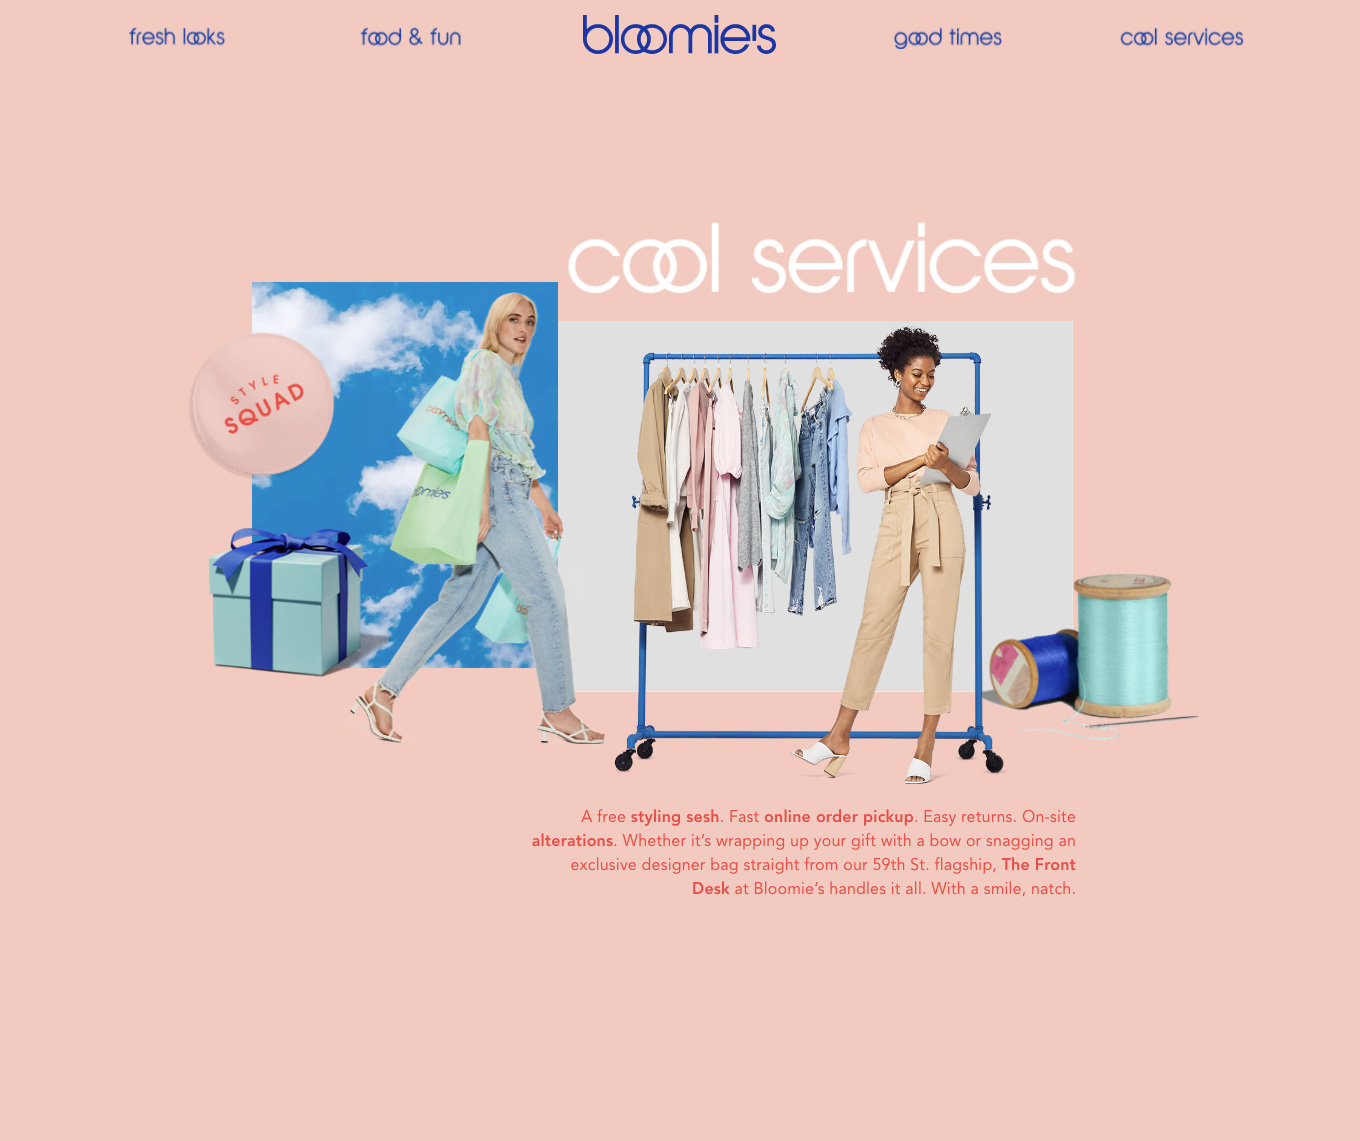 fresh looks
food & fun
bloomie's
good times
cool services
cool services
STYLE
SQUAD
bloomie's
bloomie's
A free styling sesh. Fast online order pickup. Easy returns. On-site
alterations. Whether it’s wrapping up your gift with a bow or snagging an
exclusive designer bag straight from our 59th St. flagship, The Front
Desk at Bloomie’s handles it all. With a smile, natch.